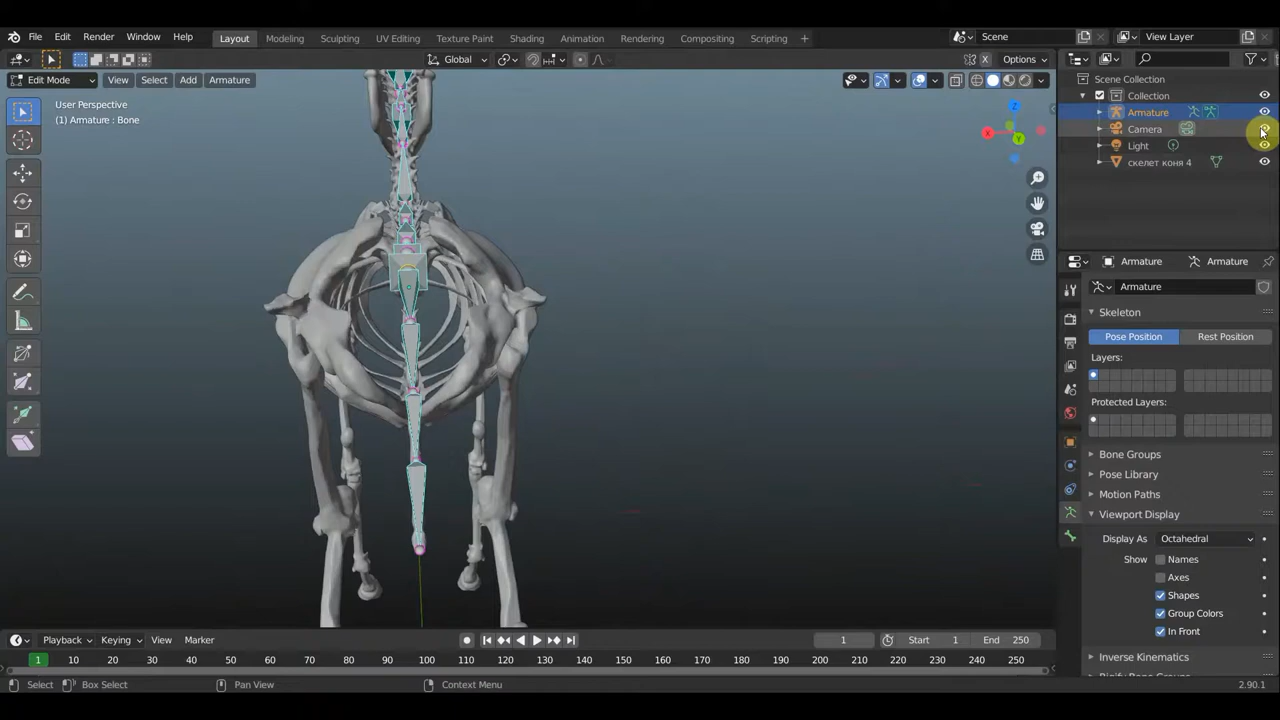 File Edit Render Window Help Layout Modeling Sculpting UV Editing Texture Paint Shading Animation Rendering Compositing Scripting + Scene View Layer
Global Options
Edit Mode View Select Add Armature
User Perspective
(1) Armature : Bone
Z
Y
X
Scene Collection
Collection
Armature
Camera
Light
скелет коня 4
Armature Armature
Armature
Skeleton
Pose Position Rest Position
Layers:
Protected Layers:
Bone Groups
Pose Library
Motion Paths
Viewport Display
Display As Octahedral
Show Names
Axes
Shapes
Group Colors
In Front
Inverse Kinematics
Playback Keying View Marker 1 Start 1 End 250
1 10 20 30 40 50 60 70 80 90 100 110 120 130 140 150 160 170 180 190 200 210 220 230 240 250
Select Box Select Pan View Context Menu 2.90.1